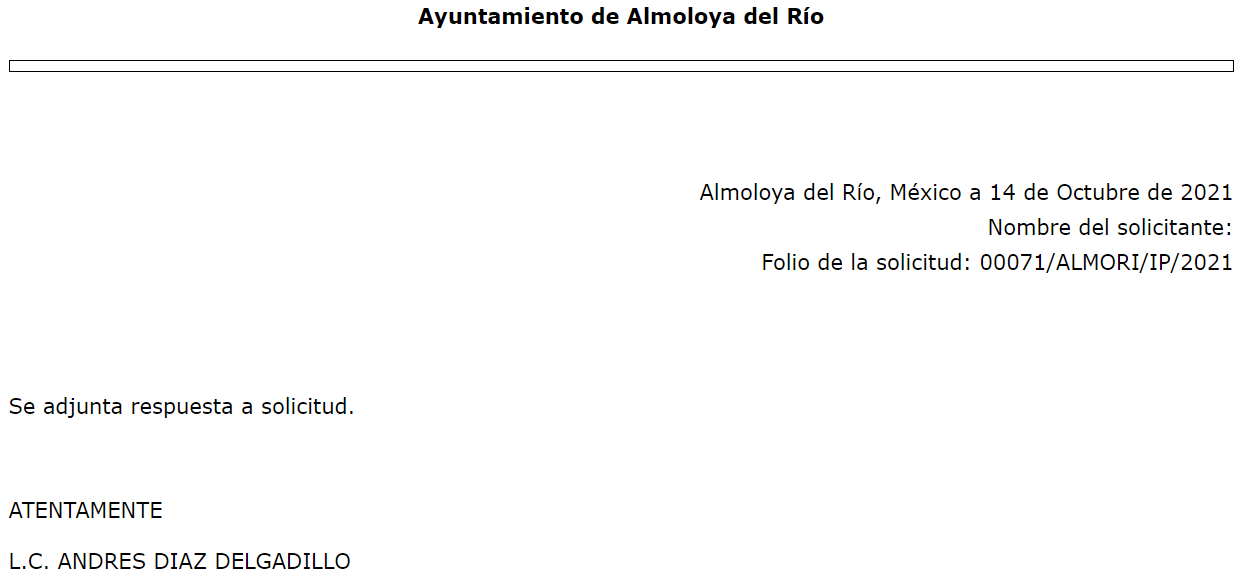 Ayuntamiento de Almoloya del Río
Almoloya del Río, México a 14 de Octubre de 2021
Nombre del solicitante:
Folio de la solicitud: 00071/ALMORI/IP/2021
Se adjunta respuesta a solicitud.
ATENTAMENTE
L.C. ANDRES DIAZ DELGADILLO